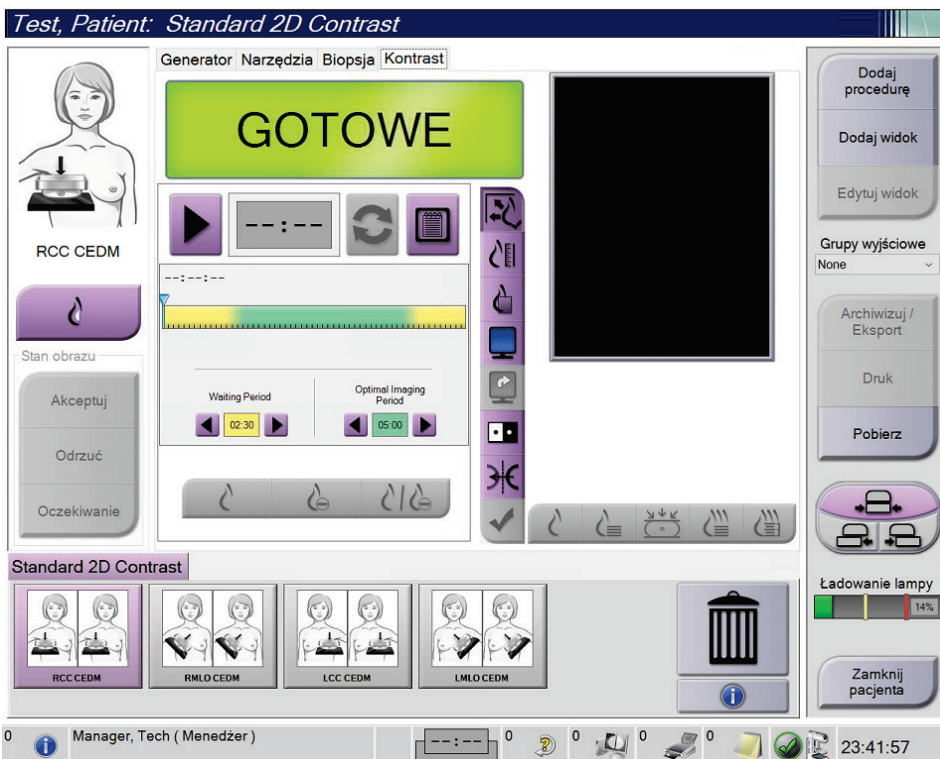 Test, Patient: Standard 2D Contrast
Generator Narzędzia Biopsja Kontrast
GOTOWE
RCC CEDM
--:--
--:--:--
Waiting Period
Optimal Imaging
Period
02:30
05:00
Stan obrazu
Akceptuj
Odrzuć
Oczekiwanie
Dodaj
procedurę
Dodaj widok
Edytuj widok
Grupy wyjściowe
None
Archiwizuj /
Eksport
Druk
Pobierz
Ładowanie lampy
14%
Zamknij
pacjenta
Standard 2D Contrast
RCC CEDM
RMLO CEDM
LCC CEDM
LMLO CEDM
0 Manager, Tech ( Menedżer ) --:-- 0 0 0 0 23:41:57